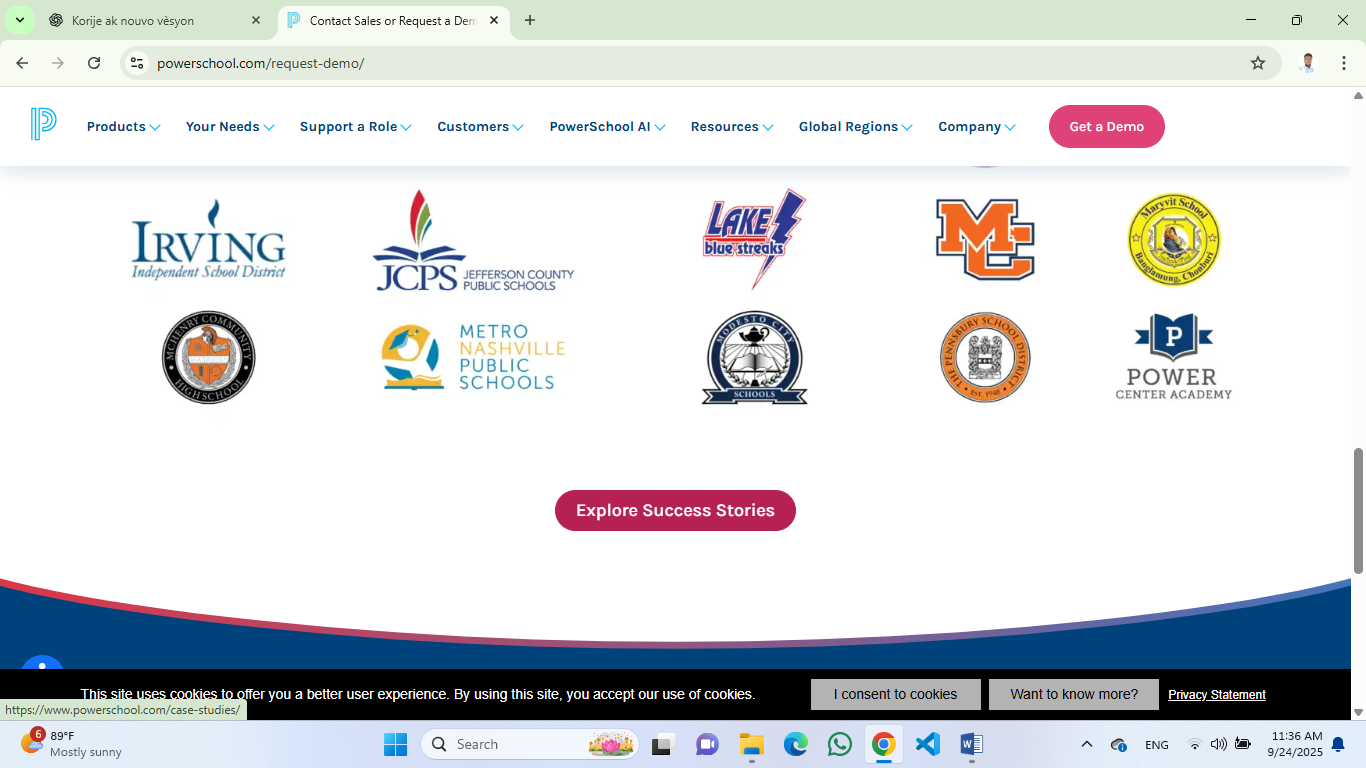 Korije ak nouvo vèsyon
Contact Sales or Request a Dem
powerschool.com/request-demo/
Products
Your Needs
Support a Role
Customers
PowerSchool AI
Resources
Global Regions
Company
Get a Demo
IRVING
Independent School District
JCPS JEFFERSON COUNTY
PUBLIC SCHOOLS
LAKE
blue streaks
MC
Maryvit School
Banglamung, Chonburi
MCHENRY COMMUNITY
HIGH SCHOOL
METRO
NASHVILLE
PUBLIC
SCHOOLS
MODESTO CITY
SCHOOLS
THE PENNSBURY SCHOOL DISTRICT
EST. 1948
P
POWER
CENTER ACADEMY
Explore Success Stories
This site uses cookies to offer you a better user experience. By using this site, you accept our use of cookies.
I consent to cookies
Want to know more?
Privacy Statement
https://www.powerschool.com/case-studies/
6
89°F
Mostly sunny
Search
ENG
11:36 AM
9/24/2025